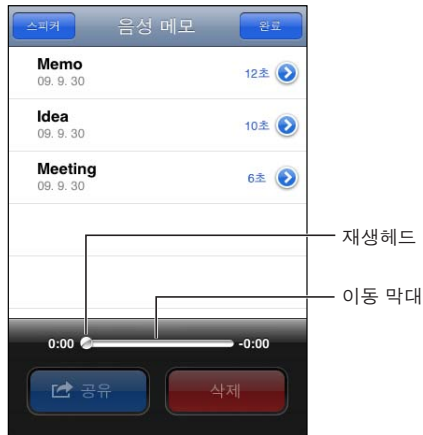 스피커 음성 메모 완료
Memo
09. 9. 30 12초
Idea
09. 9. 30 10초
Meeting
09. 9. 30 6초
재생헤드
이동 막대
0:00 -0:00
공유 삭제